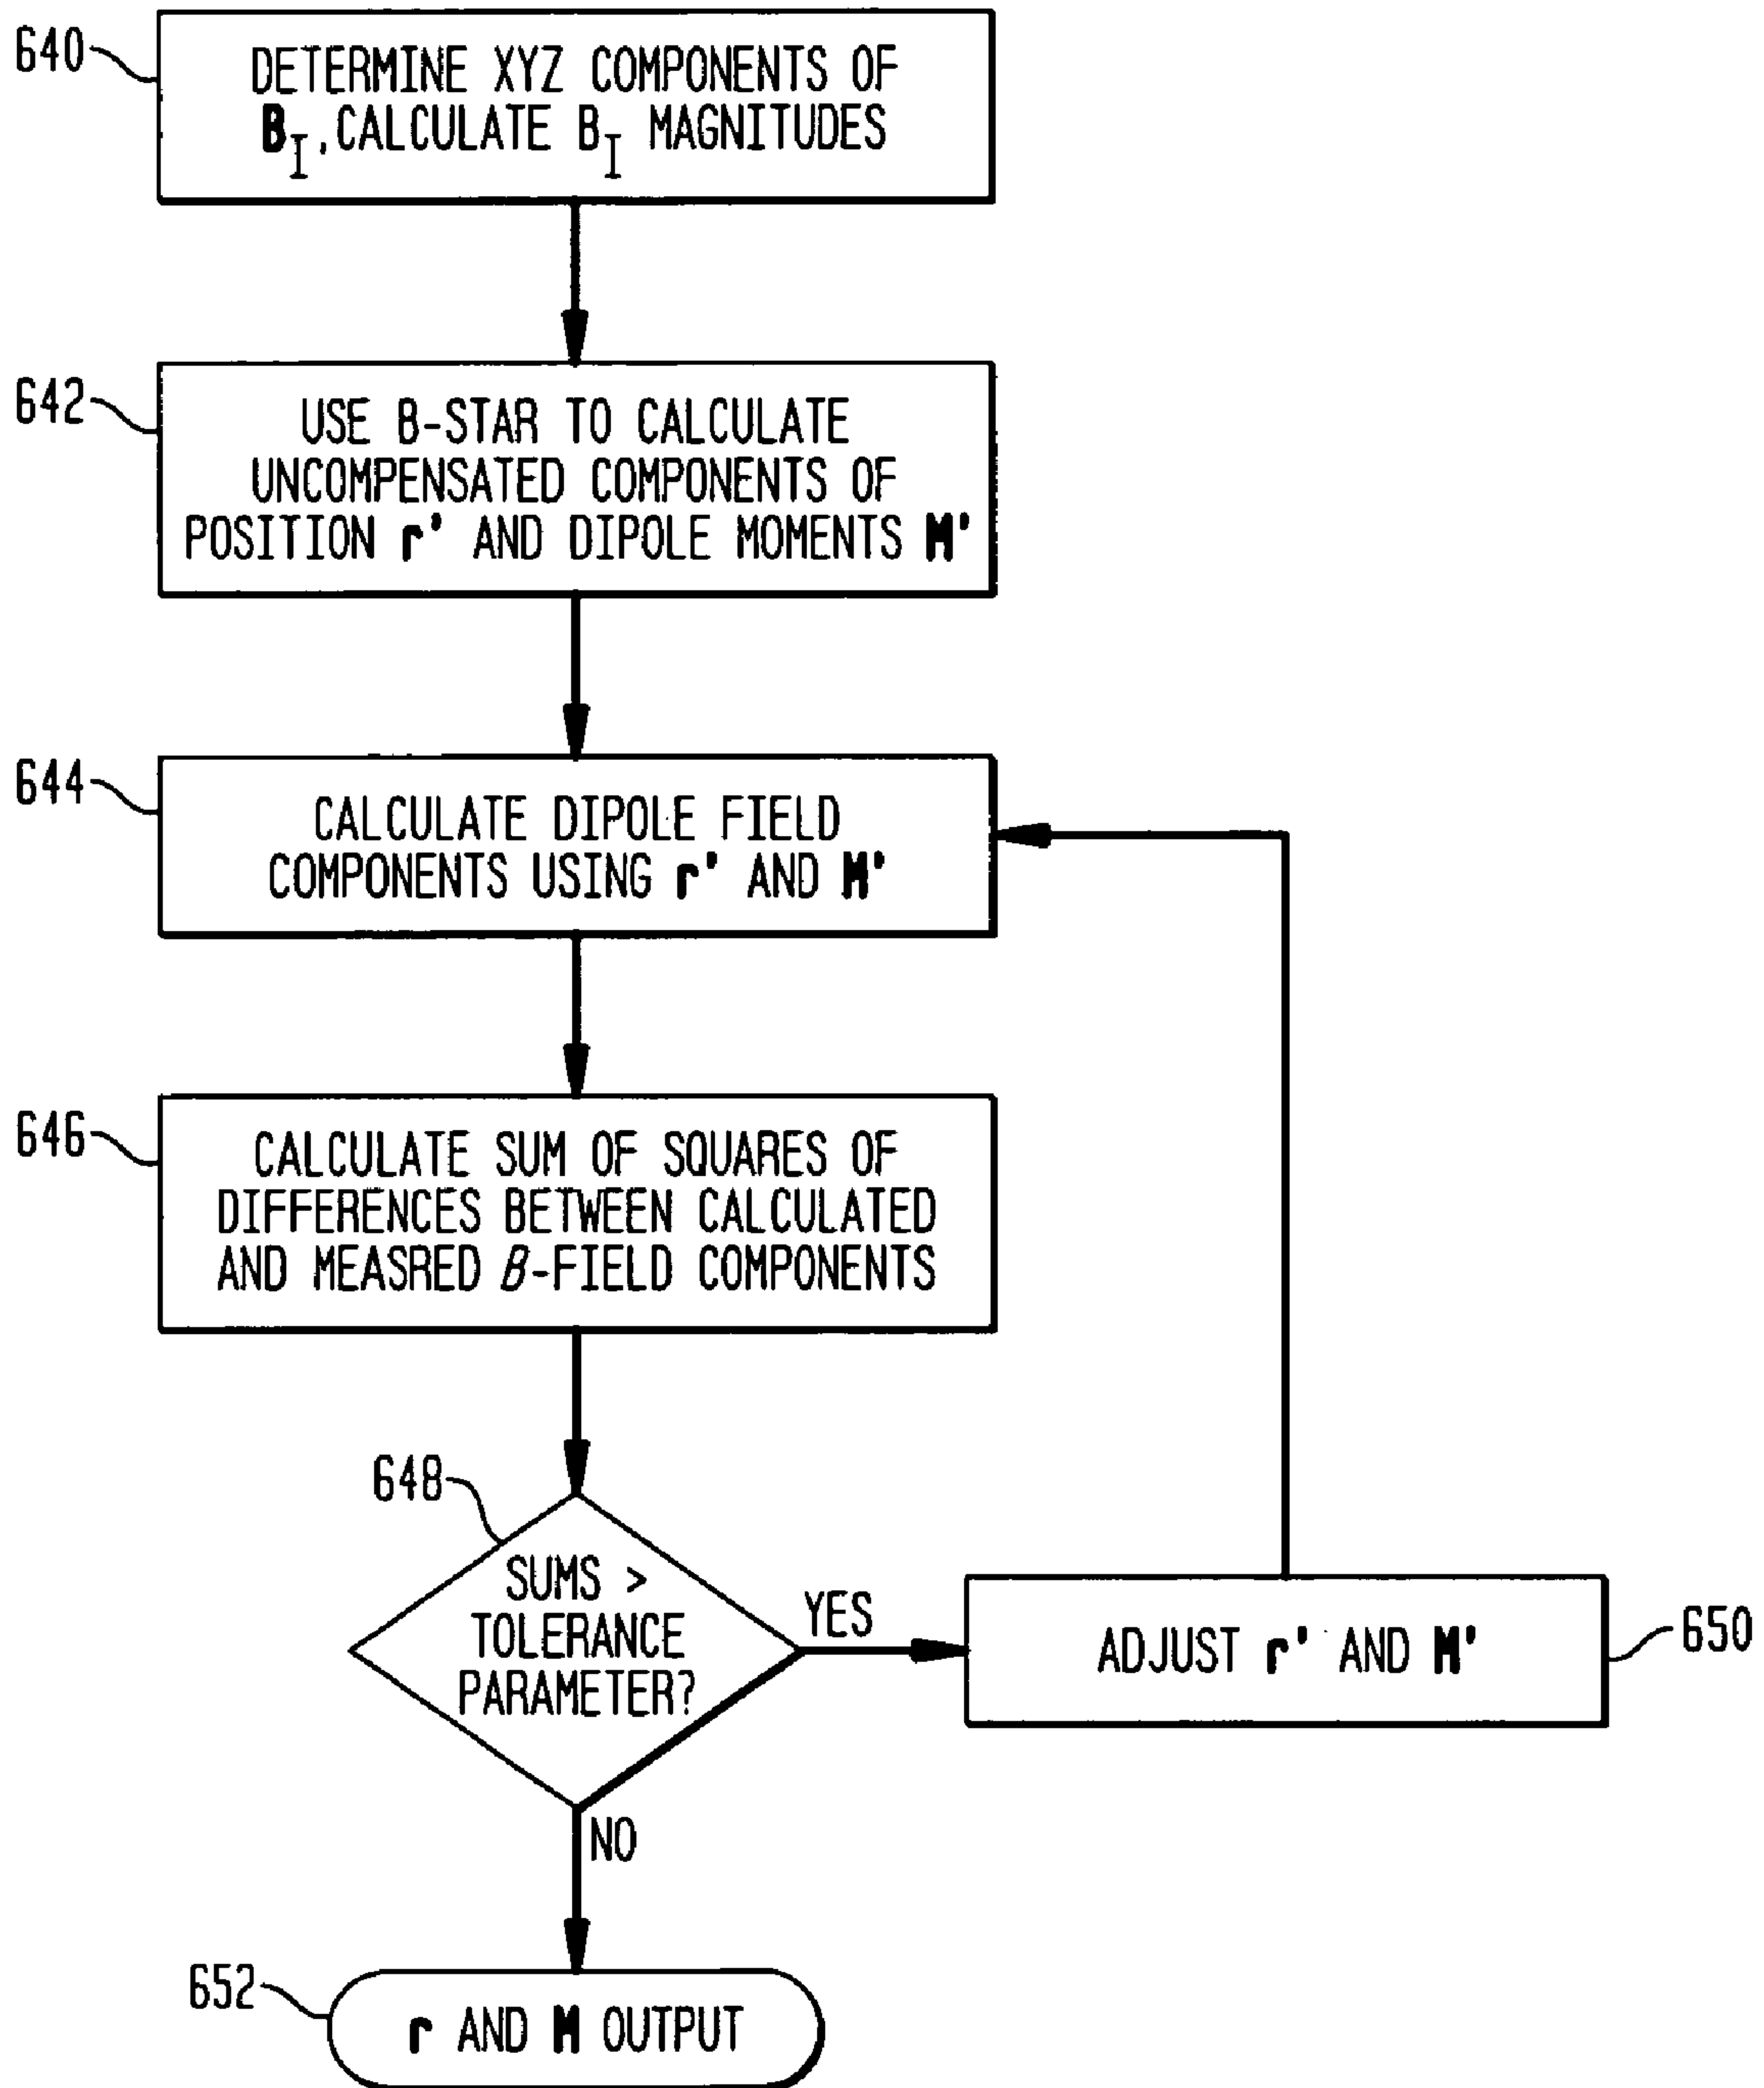 640
DETERMINE XYZ COMPONENTS OF
B_I, CALCULATE B_I MAGNITUDES
642
USE B-STAR TO CALCULATE
UNCOMPENSATED COMPONENTS OF
POSITION r' AND DIPOLE MOMENTS M'
644
CALCULATE DIPOLE FIELD
COMPONENTS USING r' AND M'
646
CALCULATE SUM OF SQUARES OF
DIFFERENCES BETWEEN CALCULATED
AND MEASRED B-FIELD COMPONENTS
648
SUMS >
TOLERANCE
PARAMETER?
YES
ADJUST r' AND M'
650
NO
652
r AND M OUTPUT